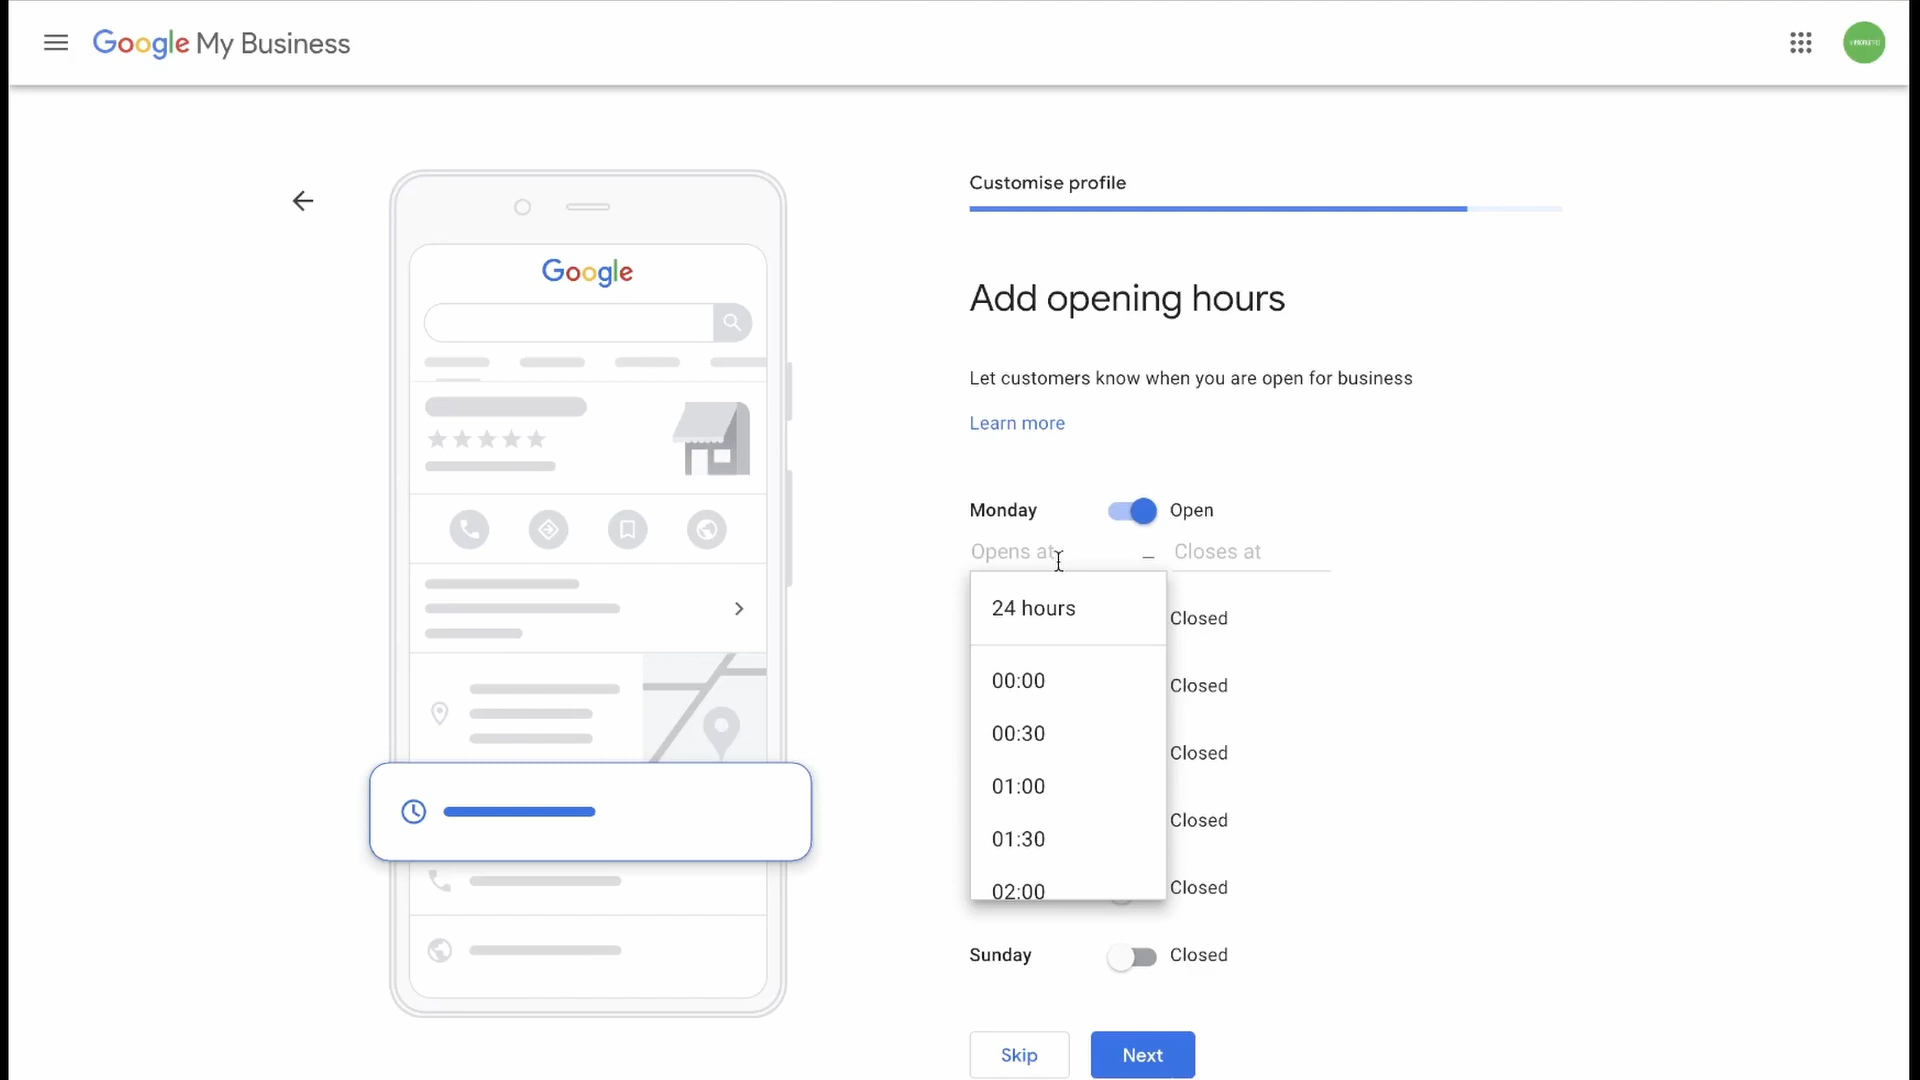 Google My Business
Customise profile
Google
Add opening hours
Let customers know when you are open for business
Learn more
Monday Open
Opens at – Closes at
24 hours
Closed
00:00
Closed
00:30
Closed
01:00
Closed
01:30
Closed
02:00
Sunday Closed
Skip Next